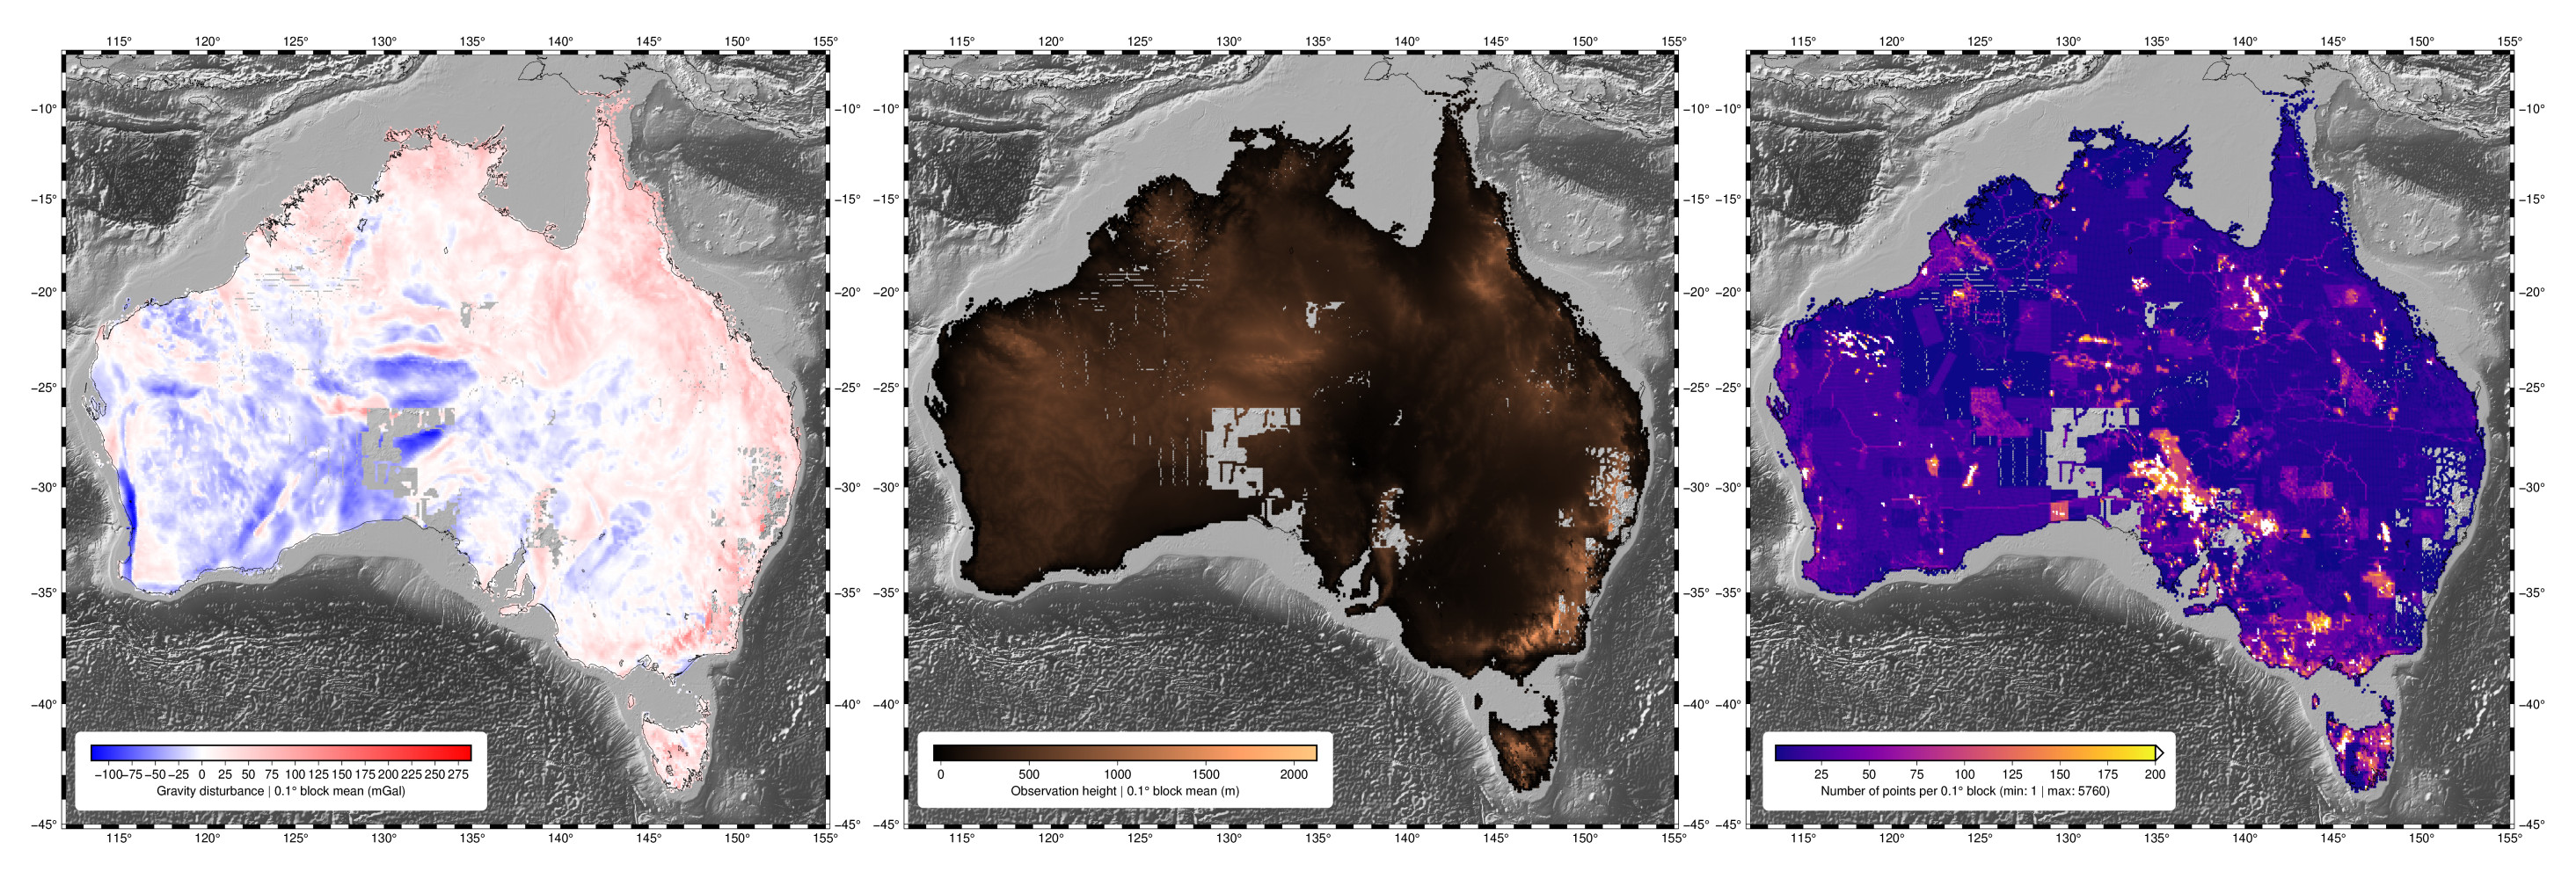 115° 120° 125° 130° 135° 140° 145° 150° 155° 115° 120° 125° 130° 135° 140° 145° 150° 155° 115° 120° 125° 130° 135° 140° 145° 150° 155°
−10° −10° −10° −10° −10° −10°
−15° −15° −15° −15° −15° −15°
−20° −20° −20° −20° −20° −20°
−25° −25° −25° −25° −25° −25°
−30° −30° −30° −30° −30° −30°
−35° −35° −35° −35° −35° −35°
−40° −40° −40° −40° −40° −40°
−45° −45° −45° −45° −45° −45°
−100 −75 −50 −25 0 25 50 75 100 125 150 175 200 225 250 275
Gravity disturbance | 0.1° block mean (mGal)
0 500 1000 1500 2000
Observation height | 0.1° block mean (m)
25 50 75 100 125 150 175 200
Number of points per 0.1° block (min: 1 | max: 5760)
115° 120° 125° 130° 135° 140° 145° 150° 155° 115° 120° 125° 130° 135° 140° 145° 150° 155° 115° 120° 125° 130° 135° 140° 145° 150° 155°